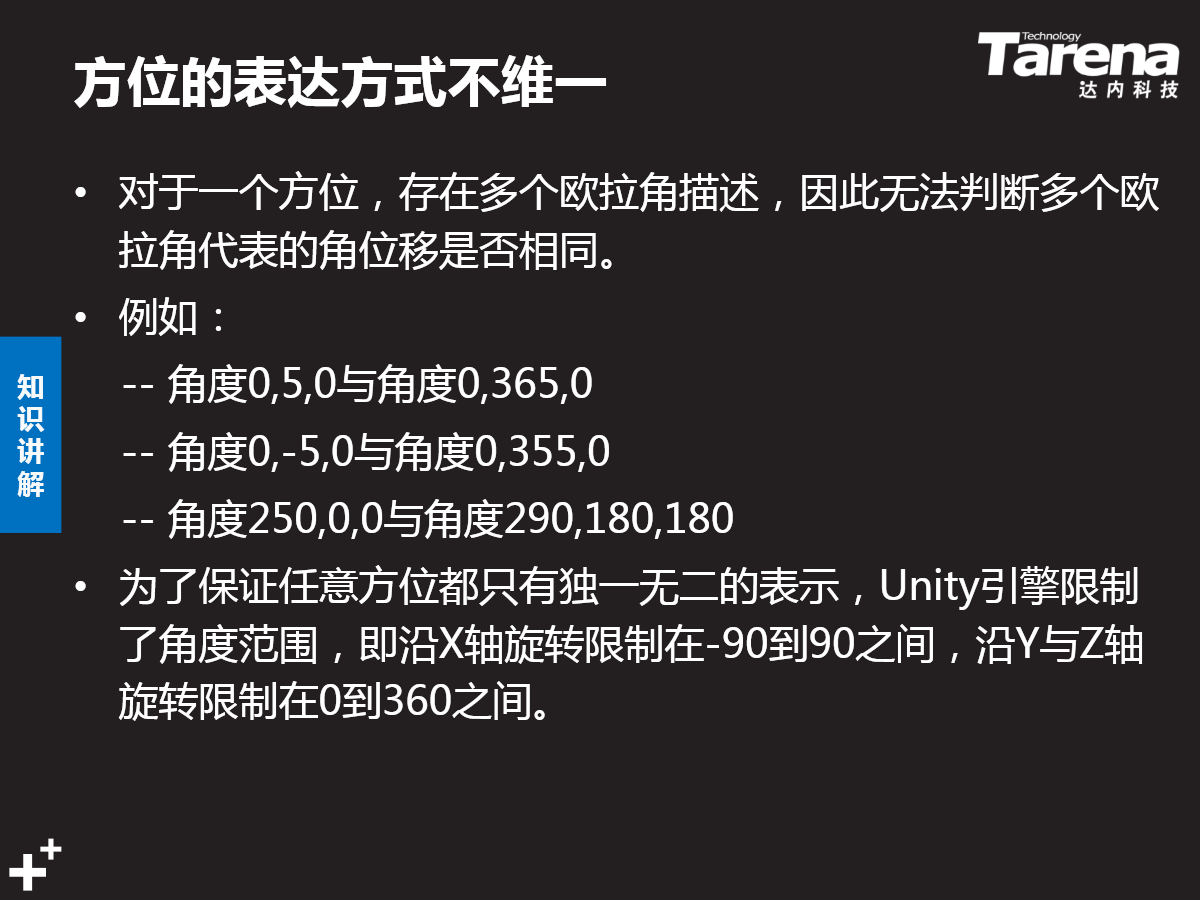 方位的表达方式不维一
Technology
Tarena
达内科技
• 对于一个方位，存在多个欧拉角描述，因此无法判断多个欧
拉角代表的角位移是否相同。
• 例如：
-- 角度0,5,0与角度0,365,0
-- 角度0,-5,0与角度0,355,0
-- 角度250,0,0与角度290,180,180
• 为了保证任意方位都只有独一无二的表示，Unity引擎限制
了角度范围，即沿X轴旋转限制在-90到90之间，沿Y与Z轴
旋转限制在0到360之间。
知
识
讲
解